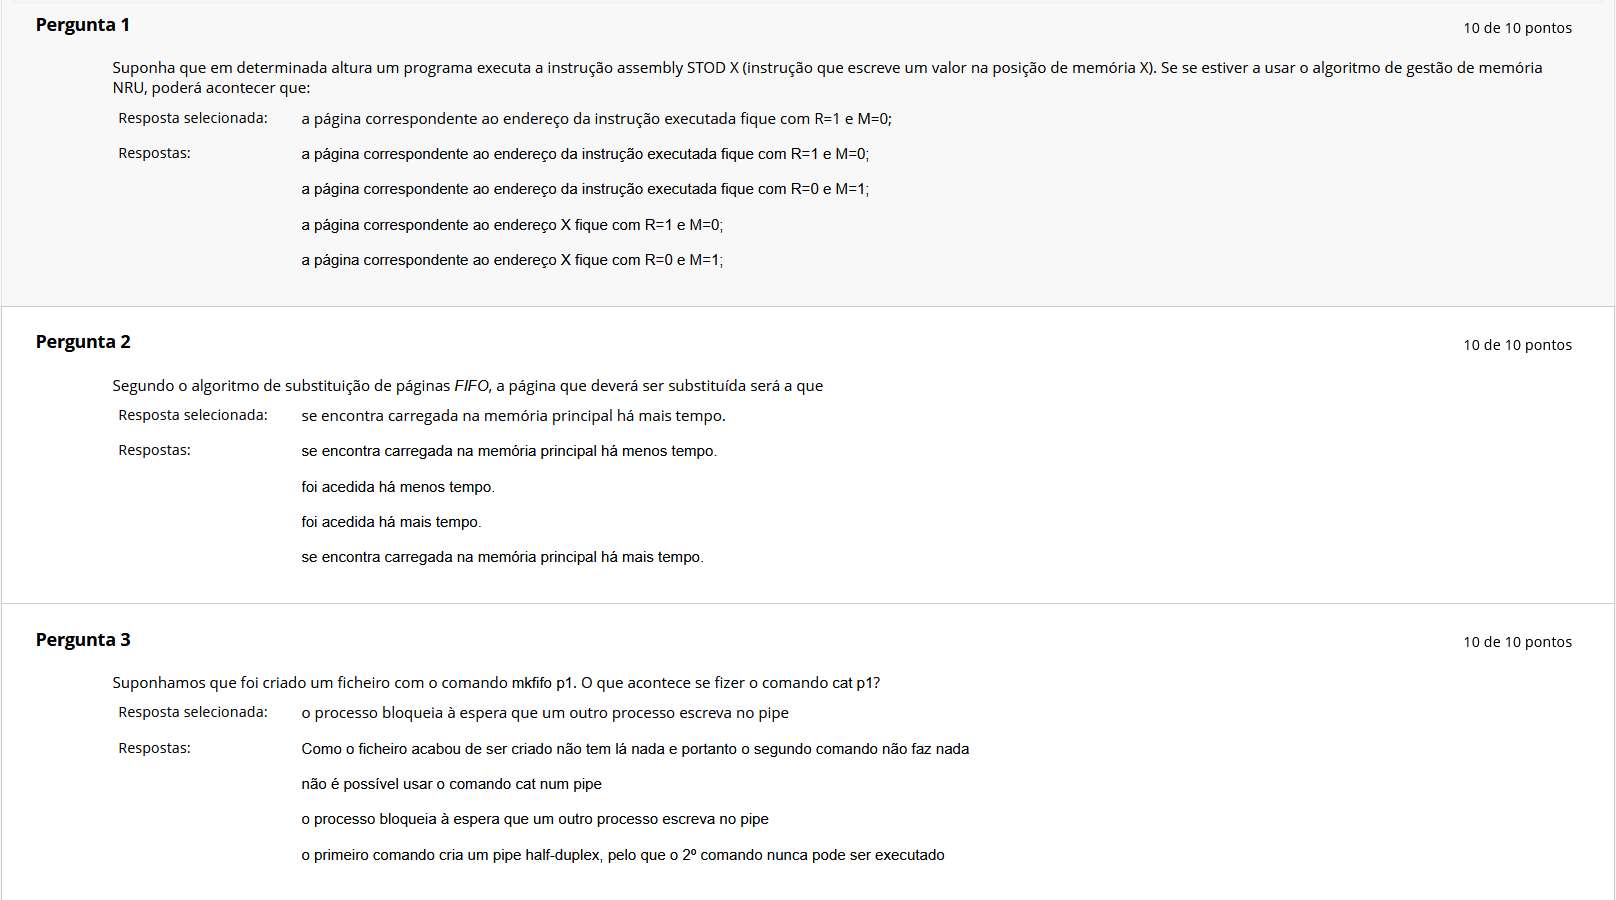 Pergunta 1
10 de 10 pontos
Suponha que em determinada altura um programa executa a instrução assembly STOD X (instrução que escreve um valor na posição de memória X). Se se estiver a usar o algoritmo de gestão de memória
NRU, poderá acontecer que:
Resposta selecionada: a página correspondente ao endereço da instrução executada fique com R=1 e M=0;
Respostas: a página correspondente ao endereço da instrução executada fique com R=1 e M=0;
a página correspondente ao endereço da instrução executada fique com R=0 e M=1;
a página correspondente ao endereço X fique com R=1 e M=0;
a página correspondente ao endereço X fique com R=0 e M=1;
Pergunta 2
10 de 10 pontos
Segundo o algoritmo de substituição de páginas FIFO, a página que deverá ser substituída será a que
Resposta selecionada: se encontra carregada na memória principal há mais tempo.
Respostas: se encontra carregada na memória principal há menos tempo.
foi acedida há menos tempo.
foi acedida há mais tempo.
se encontra carregada na memória principal há mais tempo.
Pergunta 3
10 de 10 pontos
Suponhamos que foi criado um ficheiro com o comando mkfifo p1. O que acontece se fizer o comando cat p1?
Resposta selecionada: o processo bloqueia à espera que um outro processo escreva no pipe
Respostas: Como o ficheiro acabou de ser criado não tem lá nada e portanto o segundo comando não faz nada
não é possível usar o comando cat num pipe
o processo bloqueia à espera que um outro processo escreva no pipe
o primeiro comando cria um pipe half-duplex, pelo que o 2º comando nunca pode ser executado